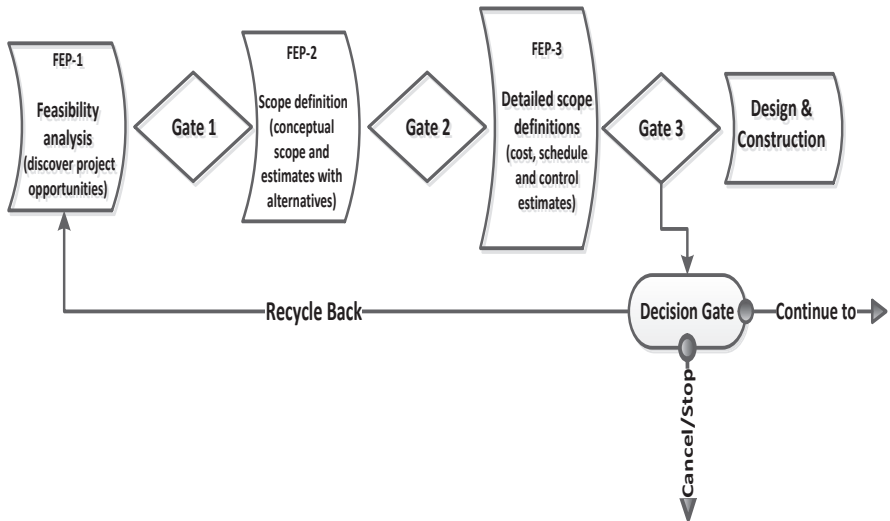 FEP-1
Feasibility
analysis
(discover project
opportunities)
Gate 1
FEP-2
Scope definition
(conceptual
scope and
estimates with
alternatives)
Gate 2
FEP-3
Detailed scope
definitions
(cost, schedule
and control
estimates)
Gate 3
Design &
Construction
Recycle Back
Decision Gate
Continue to
Cancel/Stop